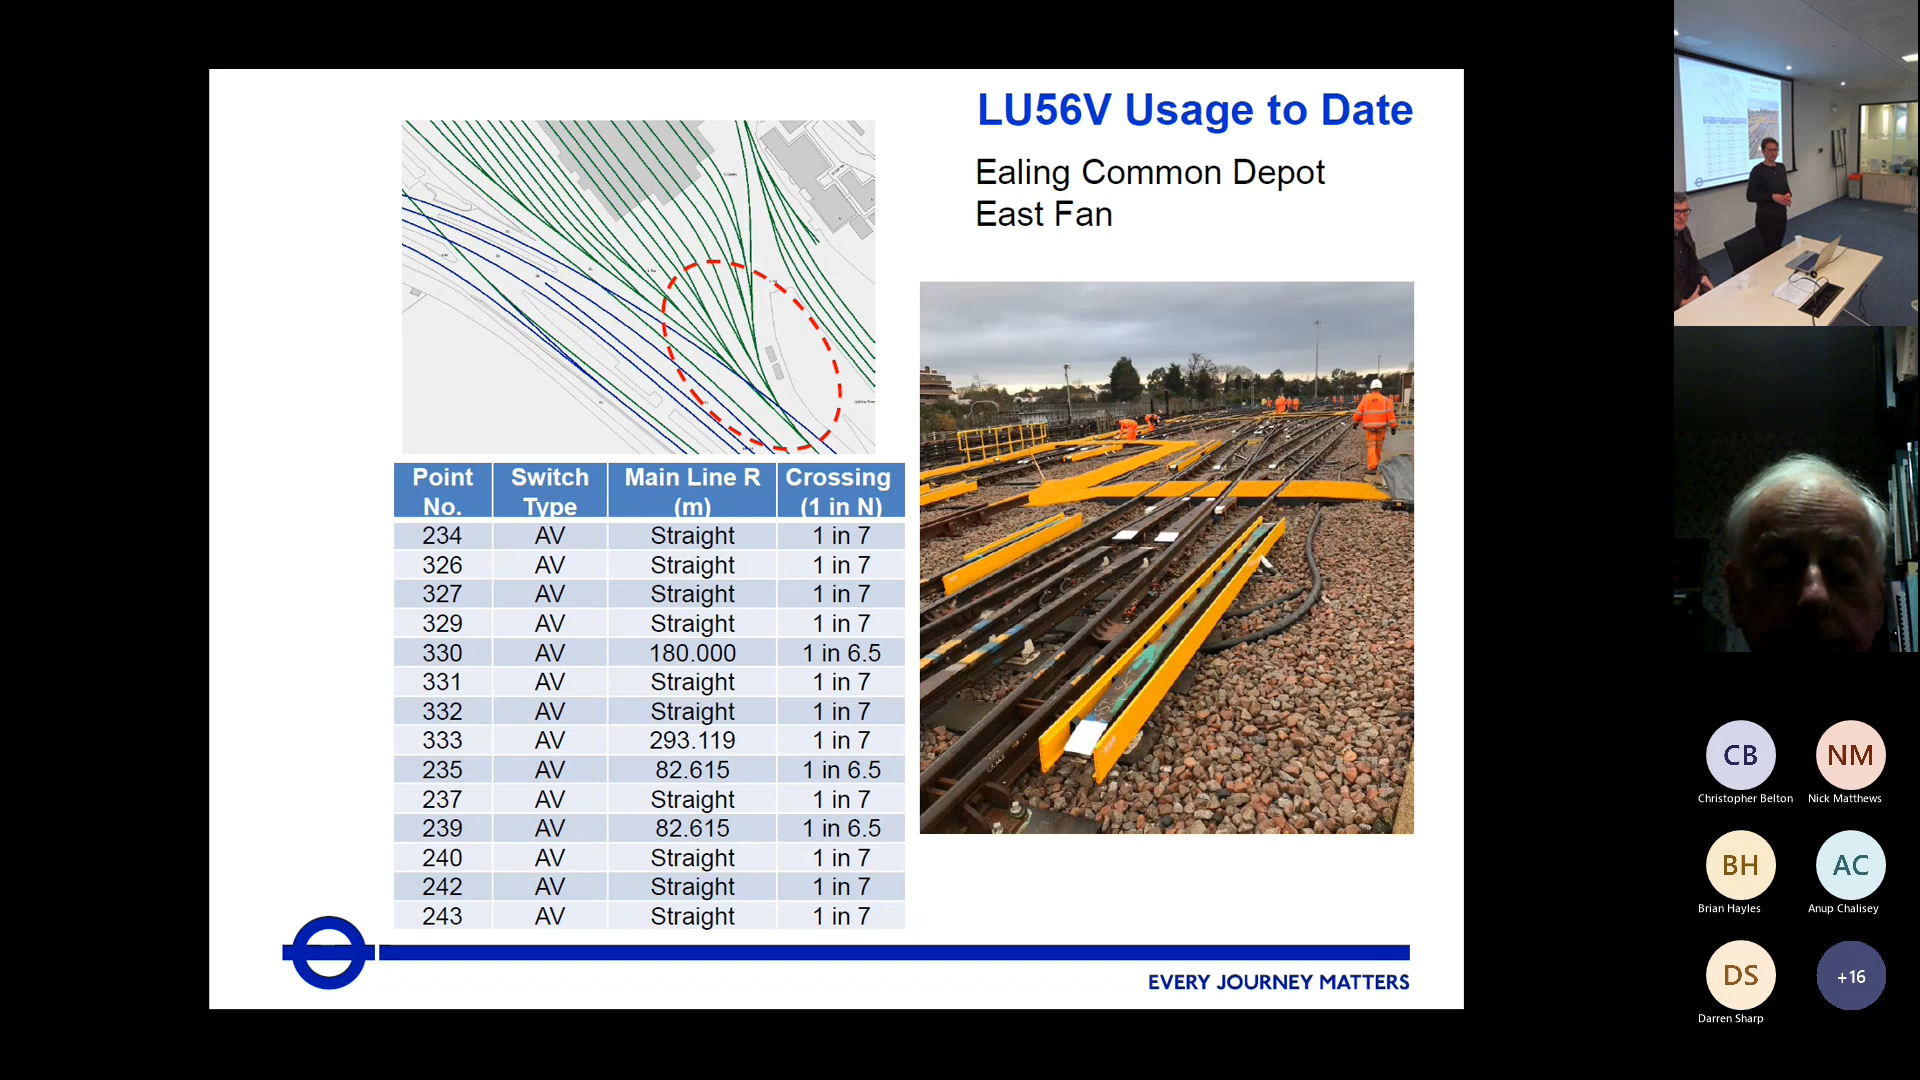 LU56V Usage to Date
Ealing Common Depot
East Fan
Point No. Switch Type Main Line R (m) Crossing (1 in N)
234 AV Straight 1 in 7
326 AV Straight 1 in 7
327 AV Straight 1 in 7
329 AV Straight 1 in 7
330 AV 180.000 1 in 6.5
331 AV Straight 1 in 7
332 AV Straight 1 in 7
333 AV 293.119 1 in 7
235 AV 82.615 1 in 6.5
237 AV Straight 1 in 7
239 AV 82.615 1 in 6.5
240 AV Straight 1 in 7
242 AV Straight 1 in 7
243 AV Straight 1 in 7
EVERY JOURNEY MATTERS
CB NM
Christopher Belton Nick Matthews
BH AC
Brian Hayles Anup Chalisey
DS +16
Darren Sharp